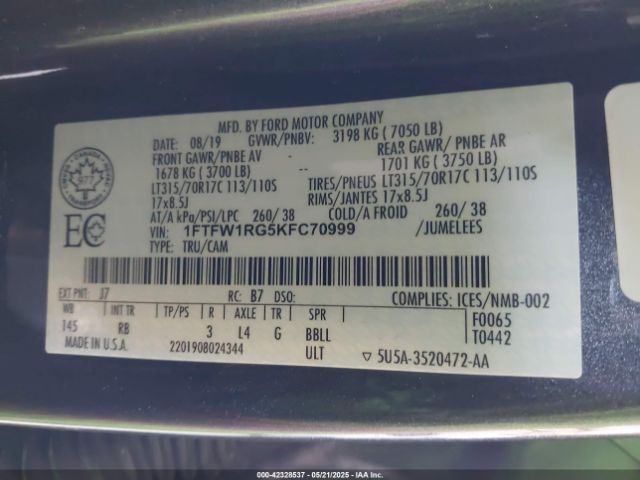 MFD. BY FORD MOTOR COMPANY
DATE: 08/19 GVWR/PNBV: 3198 KG ( 7050 LB)
FRONT GAWR/PNBE AV REAR GAWR/ PNBE AR
1678 KG ( 3700 LB) -- 1701 KG ( 3750 LB)
LT315/70R17C 113/110S TIRES/PNEUS LT315/70R17C 113/110S
17x8.5J RIMS/JANTES 17x8.5J
AT/A kPa/PSI/LPC 260/ 38 COLD/A FROID 260/ 38
VIN: 1FTFW1RG5KFC70999 /JUMELEES
TYPE: TRU/CAM
977
EC
EXT PNT: J7 RC: B7 DSO: COMPLIES: ICES/NMB-002
WB INT TR TP/PS R AXLE TR SPR F0065
145 RB 3 L4 G BBLL T0442
MADE IN U.S.A. 2201908024344 ULT ▽ 5U5A-3520472-AA
©IAAI 00-42328537 - 05/21/2025 - IAAI, Inc.